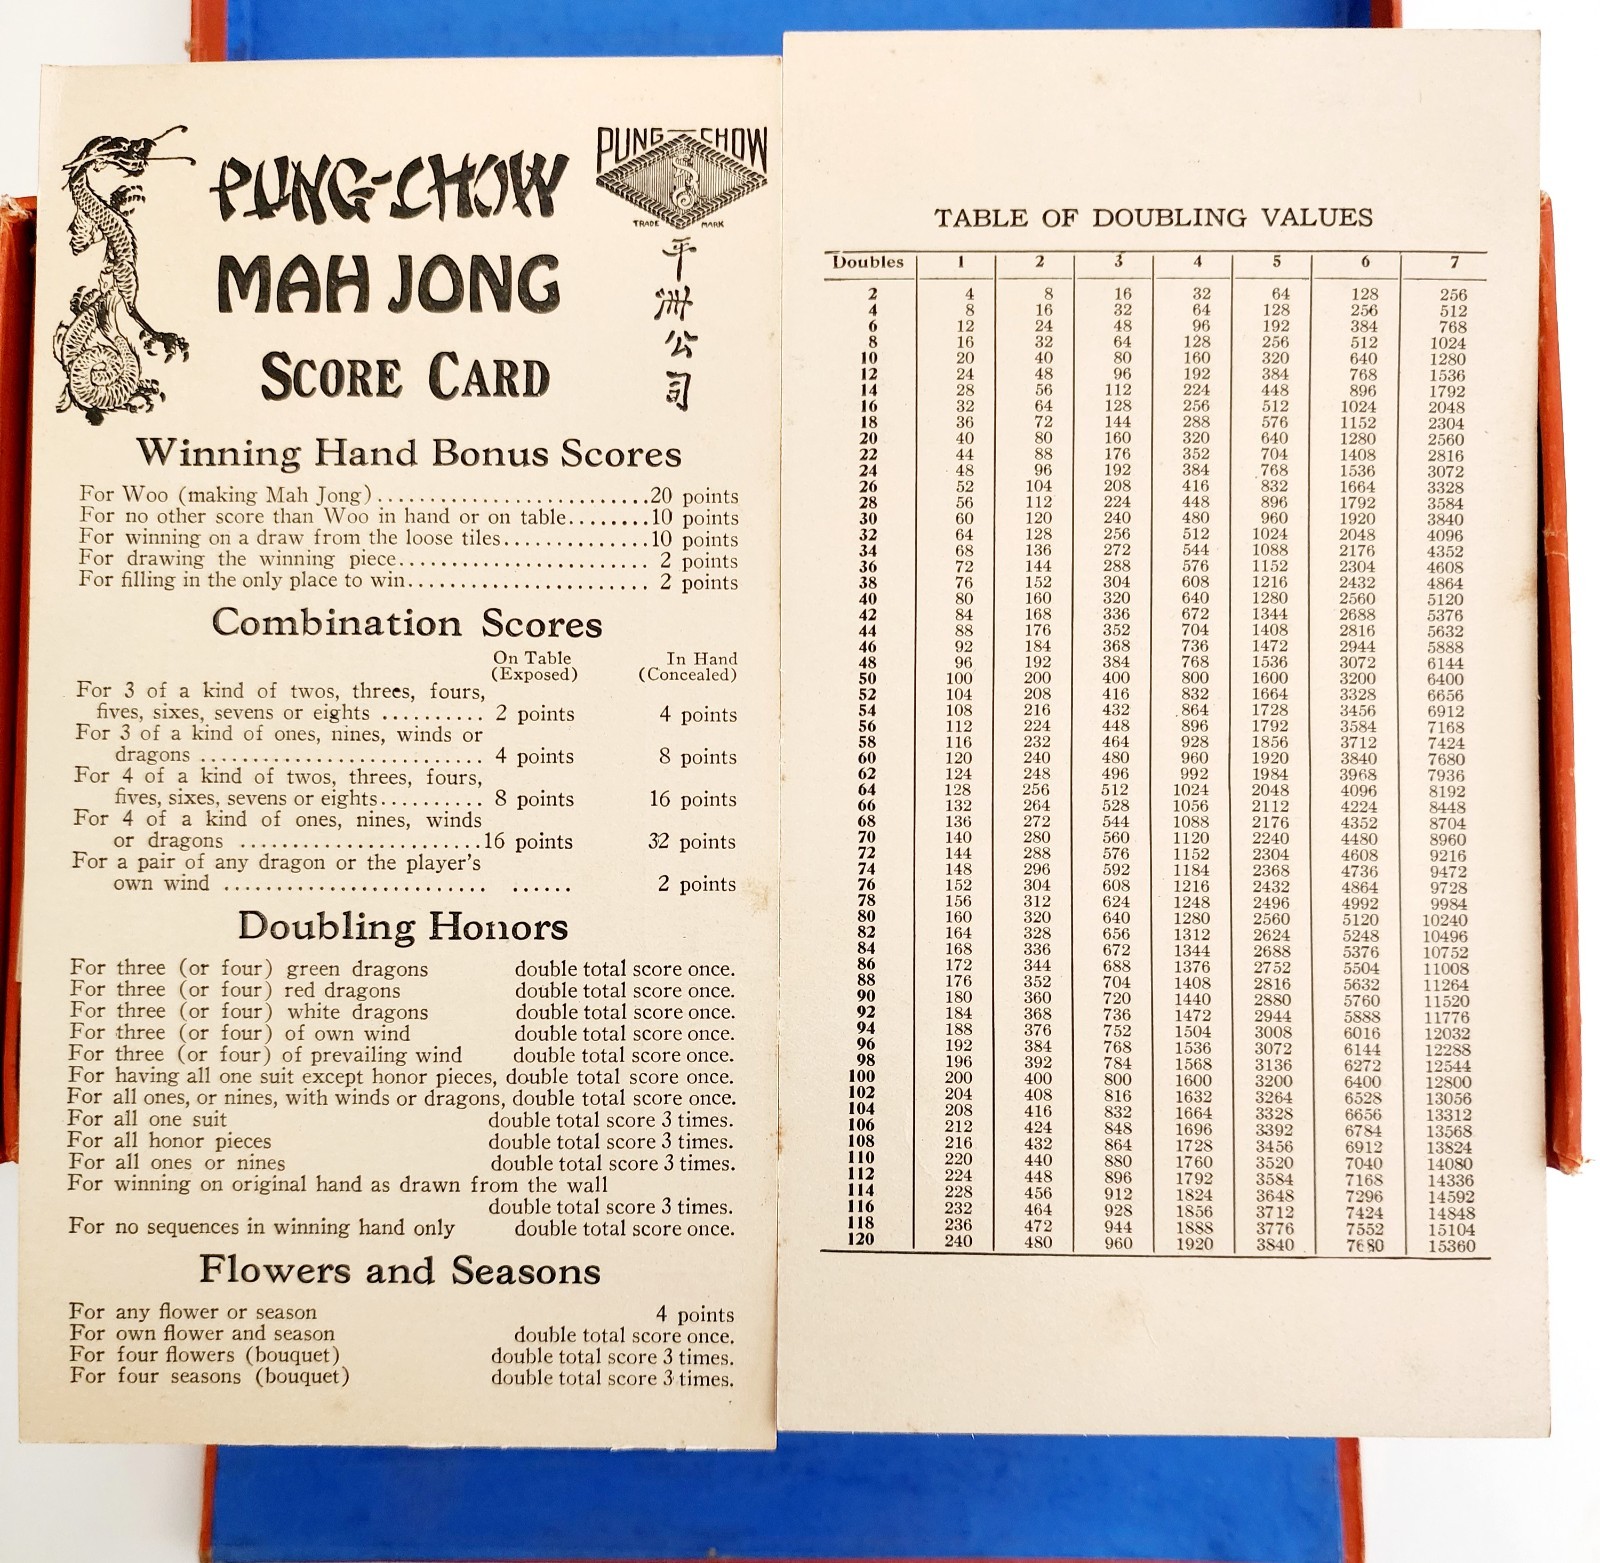 PUNG-CHOW
MAH JONG
SCORE CARD
PUNG-CHOW
TRADE MARK
平
洲
公
司
Winning Hand Bonus Scores
For Woo (making Mah Jong)..........................20 points
For no other score than Woo in hand or on table........10 points
For winning on a draw from the loose tiles..............10 points
For drawing the winning piece......................... 2 points
For filling in the only place to win........................ 2 points
Combination Scores
On Table In Hand
(Exposed) (Concealed)
For 3 of a kind of twos, threes, fours,
fives, sixes, sevens or eights .......... 2 points 4 points
For 3 of a kind of ones, nines, winds or
dragons ............................ 4 points 8 points
For 4 of a kind of twos, threes, fours,
fives, sixes, sevens or eights.......... 8 points 16 points
For 4 of a kind of ones, nines, winds
or dragons .......................16 points 32 points
For a pair of any dragon or the player's
own wind .......................... ...... 2 points
Doubling Honors
For three (or four) green dragons double total score once.
For three (or four) red dragons double total score once.
For three (or four) white dragons double total score once.
For three (or four) of own wind double total score once.
For three (or four) of prevailing wind double total score once.
For having all one suit except honor pieces, double total score once.
For all ones, or nines, with winds or dragons, double total score once.
For all one suit double total score 3 times.
For all honor pieces double total score 3 times.
For all ones or nines double total score 3 times.
For winning on original hand as drawn from the wall
double total score 3 times.
For no sequences in winning hand only double total score once.
Flowers and Seasons
For any flower or season 4 points
For own flower and season double total score once.
For four flowers (bouquet) double total score 3 times.
For four seasons (bouquet) double total score 3 times.
TABLE OF DOUBLING VALUES
Doubles 1 2 3 4 5 6 7
2 4 8 16 32 64 128 256
4 8 16 32 64 128 256 512
6 12 24 48 96 192 384 768
8 16 32 64 128 256 512 1024
10 20 40 80 160 320 640 1280
12 24 48 96 192 384 768 1536
14 28 56 112 224 448 896 1792
16 32 64 128 256 512 1024 2048
18 36 72 144 288 576 1152 2304
20 40 80 160 320 640 1280 2560
22 44 88 176 352 704 1408 2816
24 48 96 192 384 768 1536 3072
26 52 104 208 416 832 1664 3328
28 56 112 224 448 896 1792 3584
30 60 120 240 480 960 1920 3840
32 64 128 256 512 1024 2048 4096
34 68 136 272 544 1088 2176 4352
36 72 144 288 576 1152 2304 4608
38 76 152 304 608 1216 2432 4864
40 80 160 320 640 1280 2560 5120
42 84 168 336 672 1344 2688 5376
44 88 176 352 704 1408 2816 5632
46 92 184 368 736 1472 2944 5888
48 96 192 384 768 1536 3072 6144
50 100 200 400 800 1600 3200 6400
52 104 208 416 832 1664 3328 6656
54 108 216 432 864 1728 3456 6912
56 112 224 448 896 1792 3584 7168
58 116 232 464 928 1856 3712 7424
60 120 240 480 960 1920 3840 7680
62 124 248 496 992 1984 3968 7936
64 128 256 512 1024 2048 4096 8192
66 132 264 528 1056 2112 4224 8448
68 136 272 544 1088 2176 4352 8704
70 140 280 560 1120 2240 4480 8960
72 144 288 576 1152 2304 4608 9216
74 148 296 592 1184 2368 4736 9472
76 152 304 608 1216 2432 4864 9728
78 156 312 624 1248 2496 4992 9984
80 160 320 640 1280 2560 5120 10240
82 164 328 656 1312 2624 5248 10496
84 168 336 672 1344 2688 5376 10752
86 172 344 688 1376 2752 5504 11008
88 176 352 704 1408 2816 5632 11264
90 180 360 720 1440 2880 5760 11520
92 184 368 736 1472 2944 5888 11776
94 188 376 752 1504 3008 6016 12032
96 192 384 768 1536 3072 6144 12288
98 196 392 784 1568 3136 6272 12544
100 200 400 800 1600 3200 6400 12800
102 204 408 816 1632 3264 6528 13056
104 208 416 832 1664 3328 6656 13312
106 212 424 848 1696 3392 6784 13568
108 216 432 864 1728 3456 6912 13824
110 220 440 880 1760 3520 7040 14080
112 224 448 896 1792 3584 7168 14336
114 228 456 912 1824 3648 7296 14592
116 232 464 928 1856 3712 7424 14848
118 236 472 944 1888 3776 7552 15104
120 240 480 960 1920 3840 7680 15360